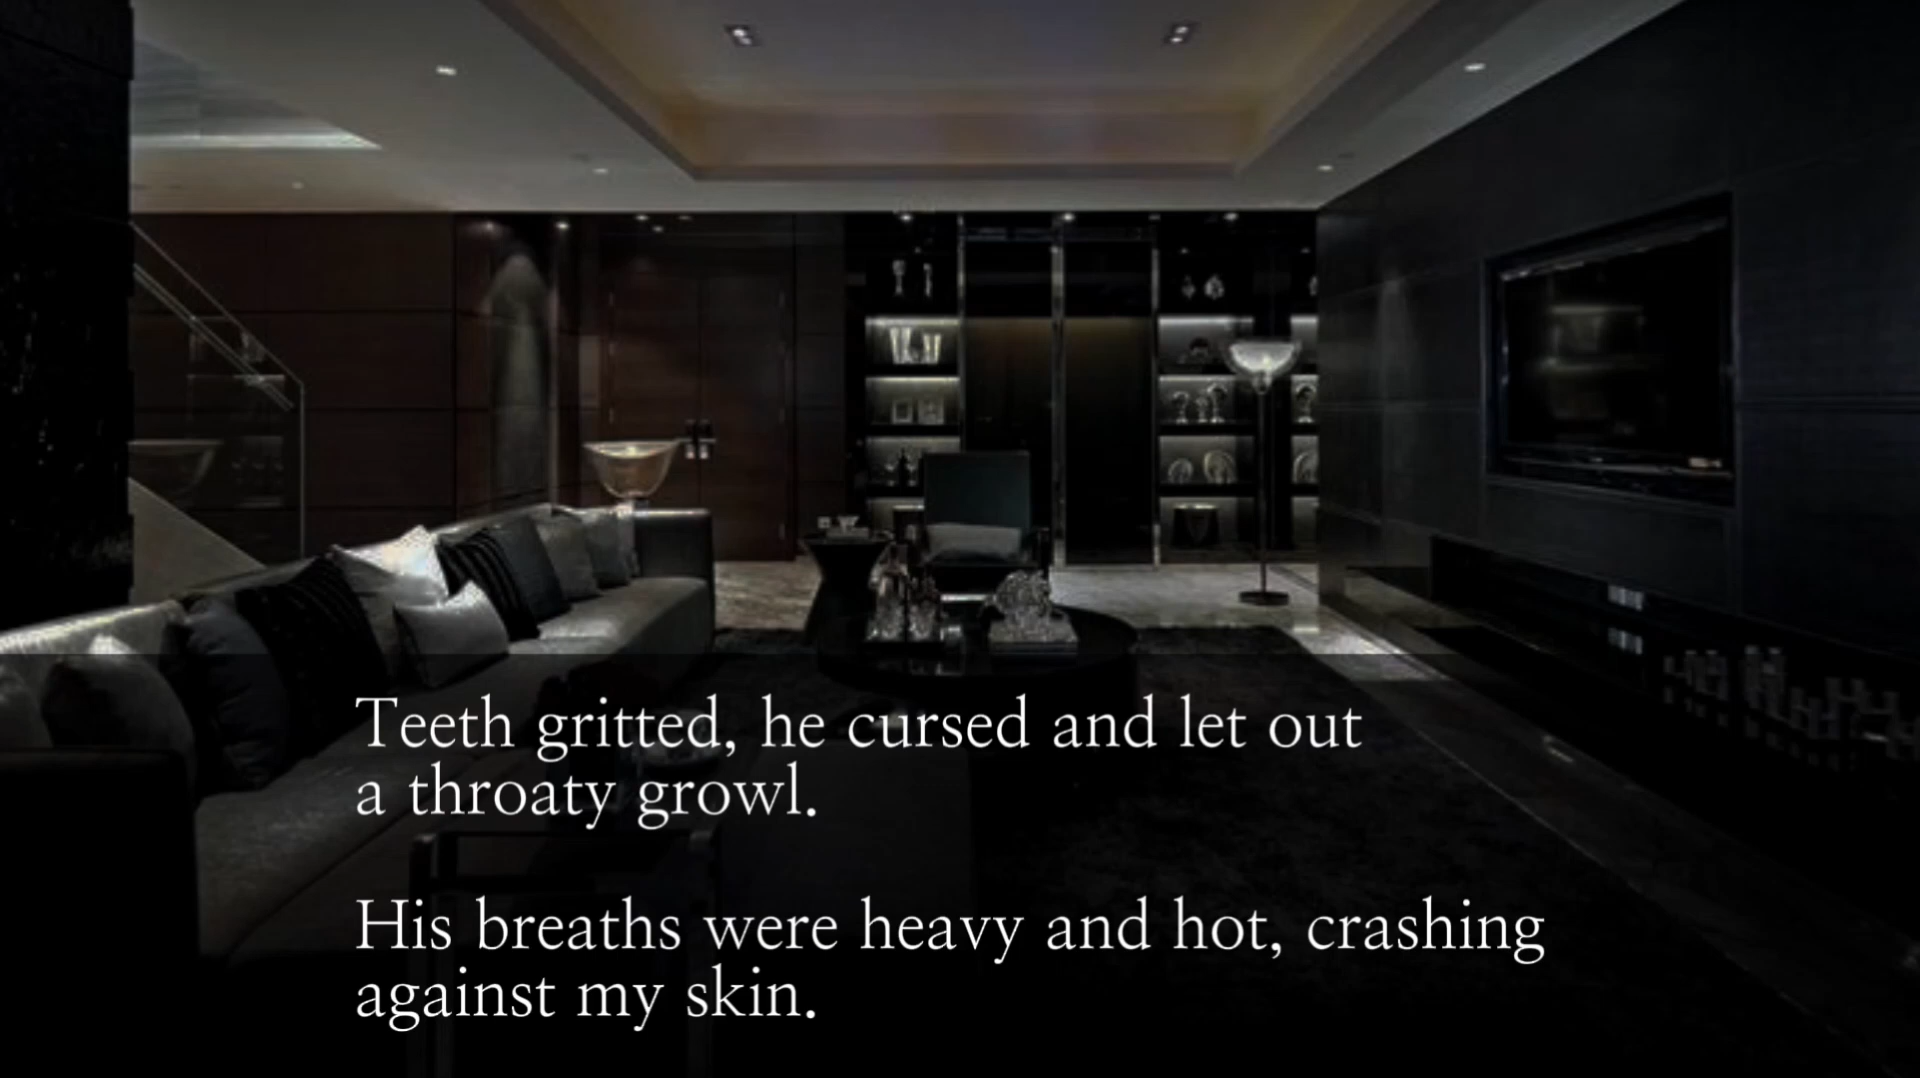 Teeth gritted, he cursed and let out
a throaty growl.
His breaths were heavy and hot, crashing
against my skin.